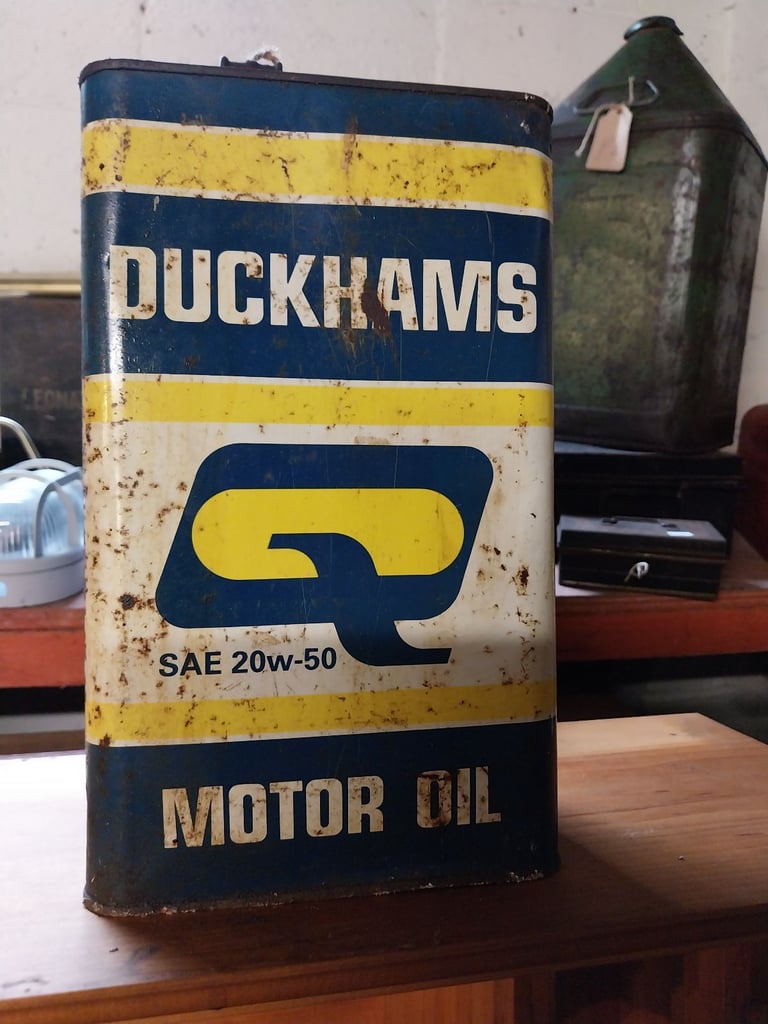 DUCKHAMS
Q
SAE 20w-50
MOTOR OIL